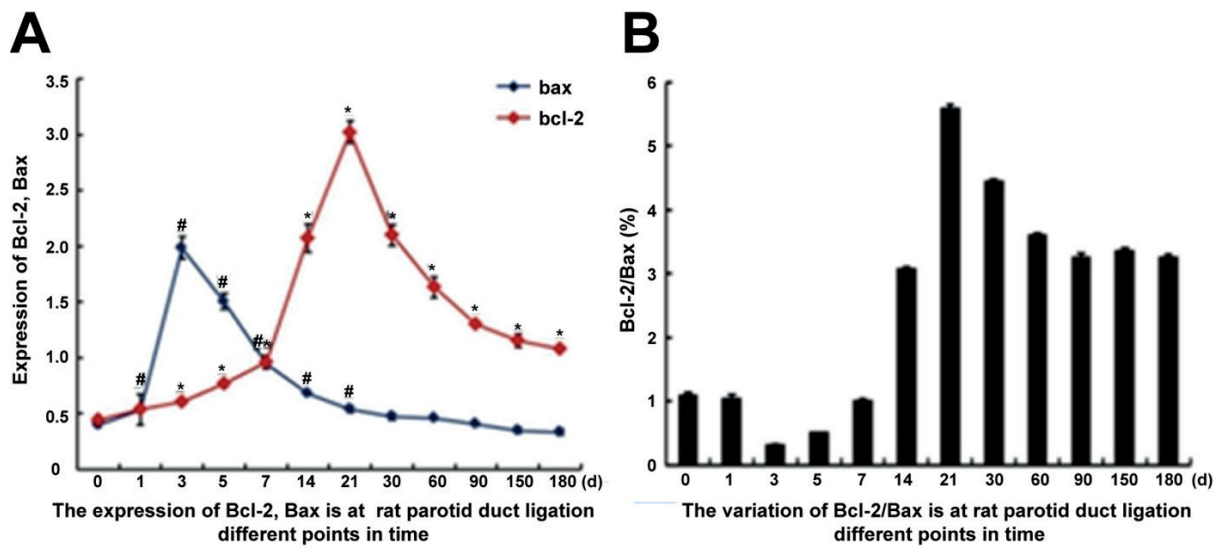 A
Expression of Bcl-2, Bax
3.5
3.0
2.5
2.0
1.5
1.0
0.5
0
bax
bcl-2
#
#
#
#
*
*
#
*
#
*
#
*
*
*
*
*
*
0 1 3 5 7 14 21 30 60 90 150 180 (d)
The expression of Bcl-2, Bax is at rat parotid duct ligation
different points in time
B
Bcl-2/Bax (%)
6
5
4
3
2
1
0
0 1 3 5 7 14 21 30 60 90 150 180 (d)
The variation of Bcl-2/Bax is at rat parotid duct ligation
different points in time